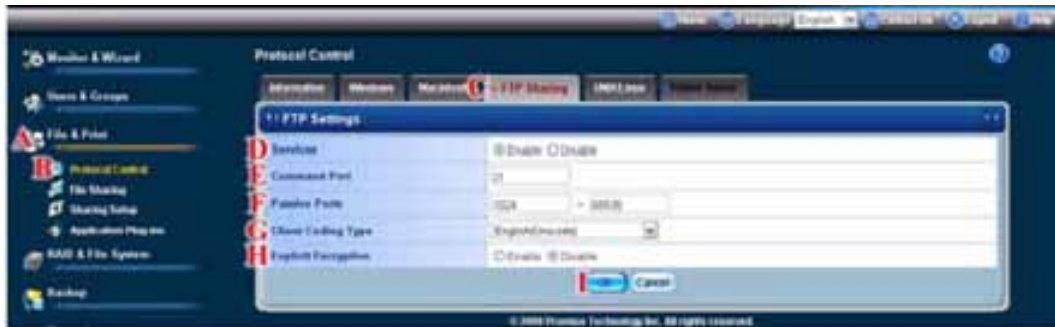 Home Language English Contact Us Logout Help
Monitor & Wizard
Users & Groups
A File & Print
B Protocol Control
File Sharing
Sharing Setup
Application Plug-ins
RAID & File System
Backup
Protocol Control
Information Windows Macintosh C FTP Sharing UNIX/Linux
FTP Settings
D Services Enable Disable
E Command Port 21
F Passive Ports 1024 ~ 65535
G Client Coding Type English(Unicode)
H Explicit Encryption Enable Disable
I Cancel
© 2008 Promise Technology Inc. All rights reserved.